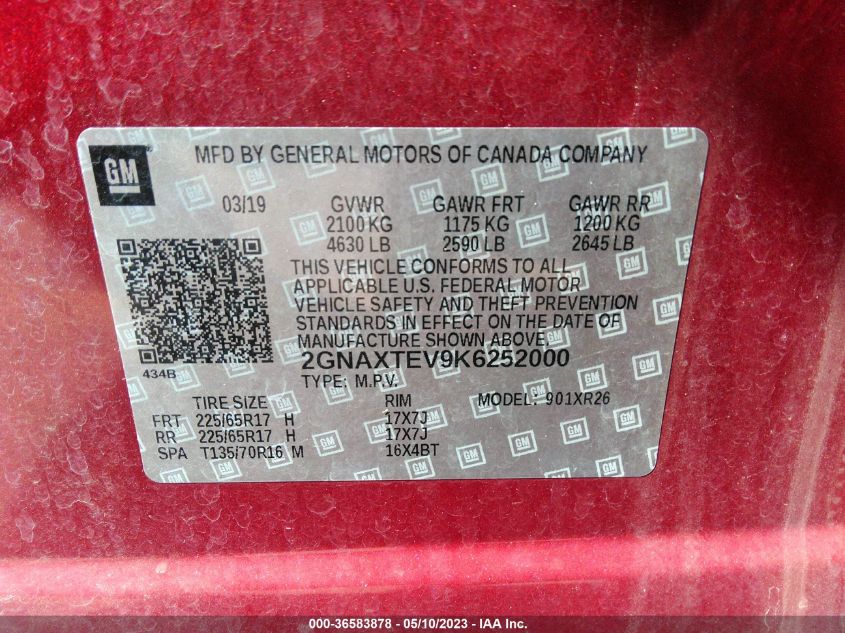 GM
MFD BY GENERAL MOTORS OF CANADA COMPANY
03/19 GVWR GAWR FRT GAWR RR
2100 KG 1175 KG 1200 KG
4630 LB 2590 LB 2645 LB
THIS VEHICLE CONFORMS TO ALL
APPLICABLE U.S. FEDERAL MOTOR
VEHICLE SAFETY AND THEFT PREVENTION
STANDARDS IN EFFECT ON THE DATE OF
MANUFACTURE SHOWN ABOVE.
434B
2GNAXTEV9K6252000
TYPE: M.P.V.
TIRE SIZE RIM MODEL: 901XR26
FRT 225/65R17 H 17X7J
RR 225/65R17 H 17X7J
SPA T135/70R16 M 16X4BT
000-36583878 - 05/10/2023 - IAA Inc.